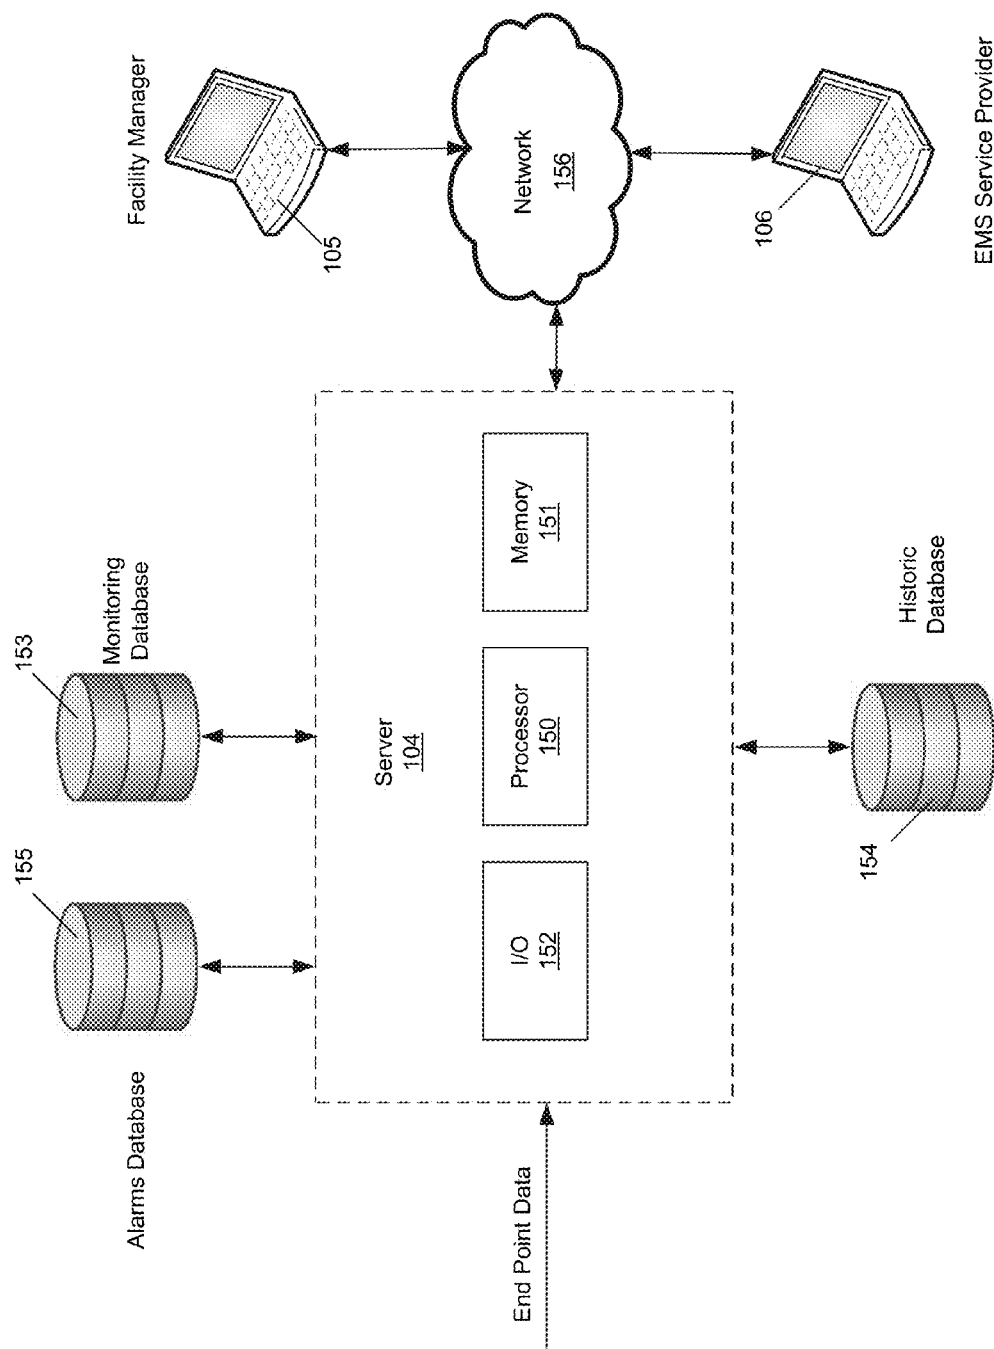 155
153
Alarms Database
Monitoring
Database
Facility Manager
105
End Point Data
Server
104
I/O
152
Processor
150
Memory
151
Network
156
106
154
Historic
Database
EMS Service Provider